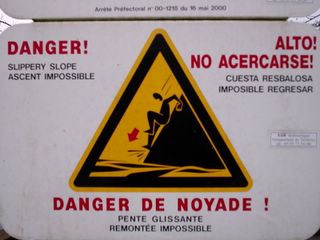 Arrêté Préfectoral n° 00-1216 du 16 mai 2000
DANGER!
SLIPPERY SLOPE
ASCENT IMPOSSIBLE
ALTO!
NO ACERCARSE!
CUESTA RESBALOSA
IMPOSIBLE REGRESAR
DANGER DE NOYADE !
PENTE GLISSANTE
REMONTÉE IMPOSSIBLE